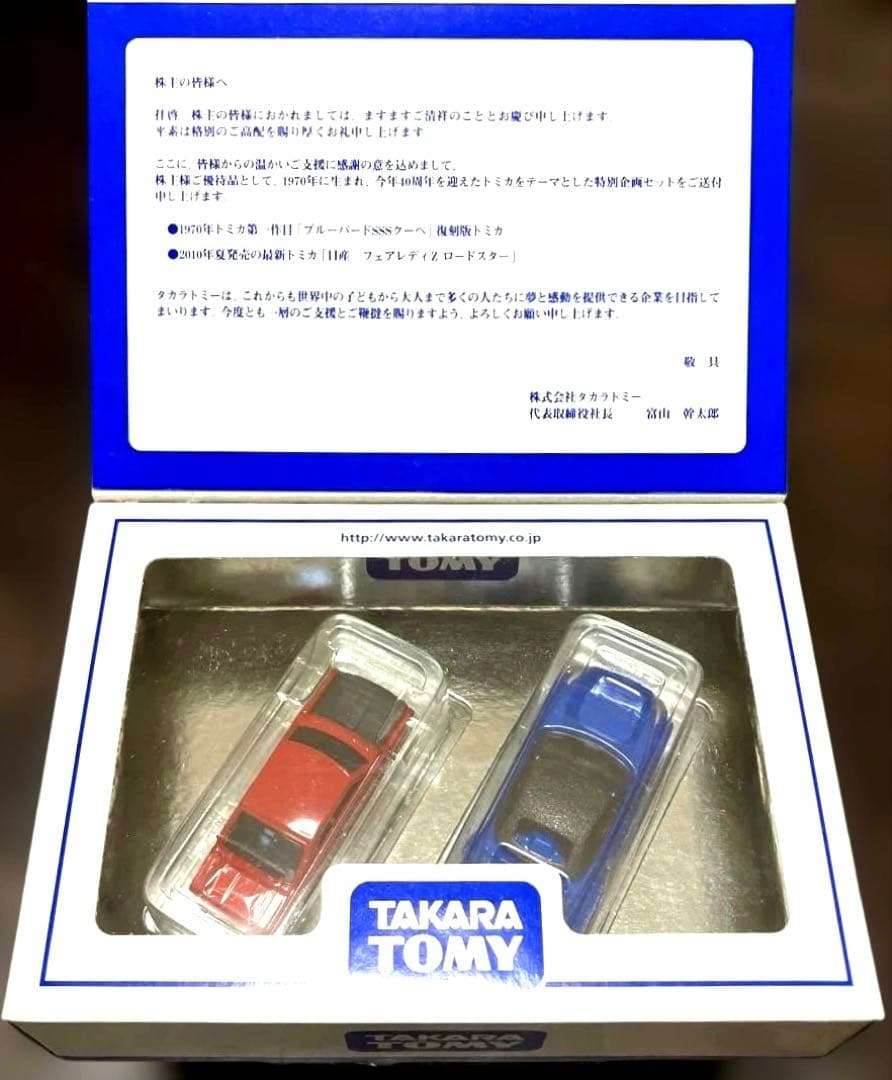 株主の皆様へ
拝啓　株主の皆様におかれましては、ますますご清祥のこととお慶び申し上げます
平素は格別のご高配を賜り厚くお礼申し上げます
ここに、皆様からの温かいご支援に感謝の意を込めまして、
株主様ご優待品として、1970年に生まれ、今年40周年を迎えたトミカをテーマとした特別企画セットをご送付
申し上げます。
●1970年トミカ第一作目「ブルーバードSSSクーペ」復刻版トミカ
●2010年夏発売の最新トミカ「日産　フェアレディZ ロードスター」
タカラトミーは、これからも世界中の子どもから大人まで多くの人たちに夢と感動を提供できる企業を目指して
まいります。今度とも一層のご支援とご鞭撻を賜りますよう、よろしくお願い申し上げます。
敬　具
株式会社タカラトミー
代表取締役社長　富山　幹太郎
http://www.takaratomy.co.jp
TOMY
TAKARA
TOMY
TAKARA
TOMY